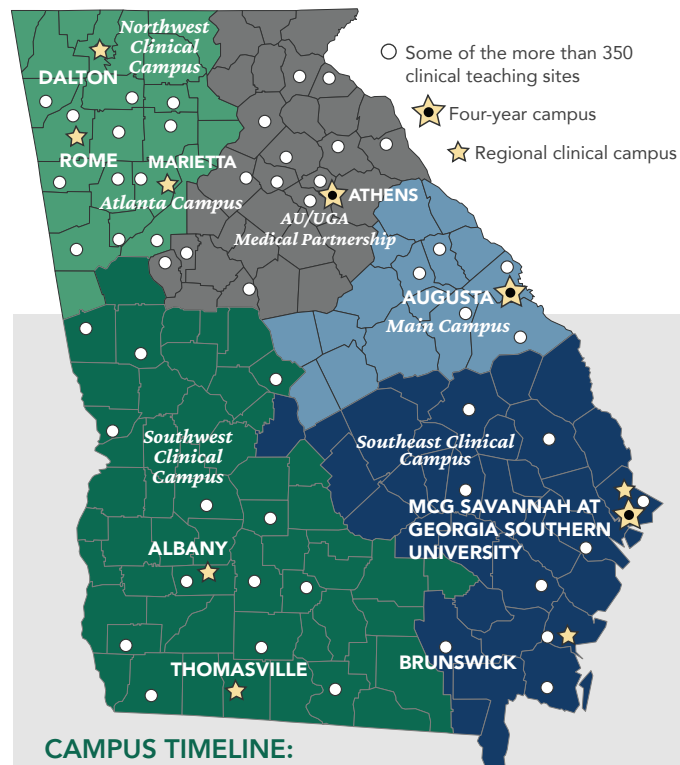 Northwest
Clinical
Campus
DALTON
ROME
MARIETTA
Atlanta Campus
Some of the more than 350
clinical teaching sites
Four-year campus
Regional clinical campus
ATHENS
AU/UGA
Medical Partnership
AUGUSTA
Main Campus
Southwest
Clinical
Campus
Southeast Clinical
Campus
MCG SAVANNAH AT
GEORGIA SOUTHERN
UNIVERSITY
ALBANY
THOMASVILLE
BRUNSWICK
CAMPUS TIMELINE: